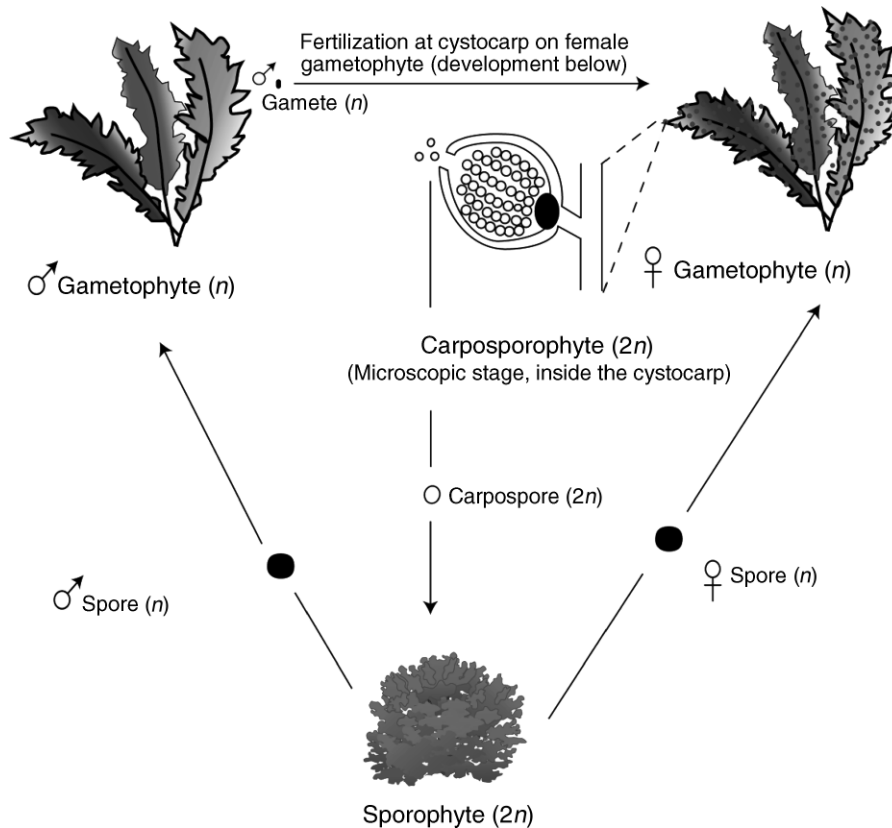 Fertilization at cystocarp on female
gametophyte (development below)
♂ Gamete (n)
♂ Gametophyte (n)
♀ Gametophyte (n)
Carposporophyte (2n)
(Microscopic stage, inside the cystocarp)
Carpospore (2n)
♂ Spore (n)
♀ Spore (n)
Sporophyte (2n)